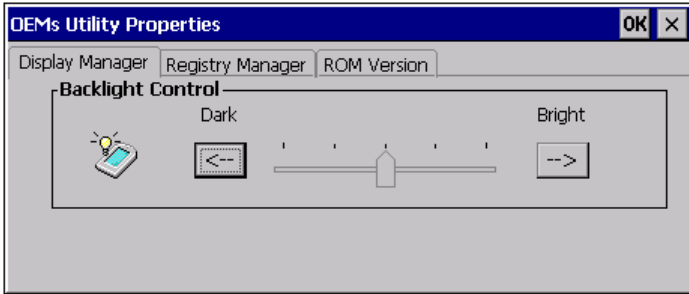 OEMs Utility Properties OK ×
Display Manager Registry Manager ROM Version
Backlight Control
Dark Bright
<-- -->